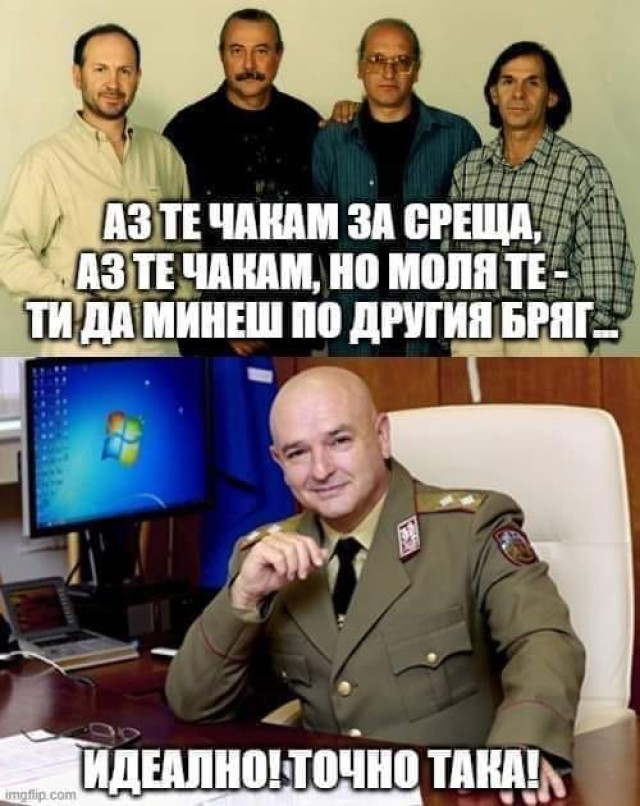 АЗ ТЕ ЧАКАМ ЗА СРЕЩА,
АЗ ТЕ ЧАКАМ, НО МОЛЯ ТЕ -
ТИ ДА МИНЕШ ПО ДРУГИЯ БРЯГ...
ИДЕАЛНО! ТОЧНО ТАКА!
imgflip.com